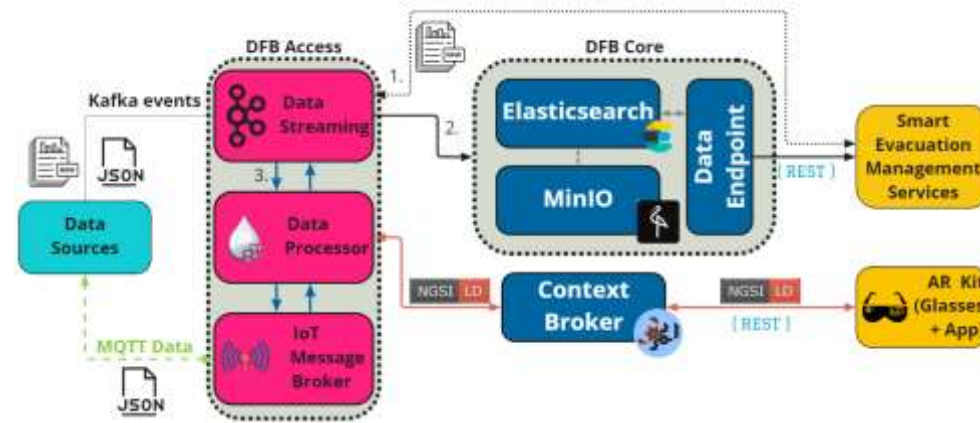 DFB Access
DFB Core
1.
Kafka events
Data
Streaming
2.
Elasticsearch
Data
Endpoint
Smart
Evacuation
Management
Services
{REST}
JSON
3.
MinIO
Data
Sources
Data
Processor
NGSI LD
Context
Broker
NGSI LD
{REST}
AR Ki
(Glasses
+ App
MQTT Data
IoT
Message
Broker
JSON